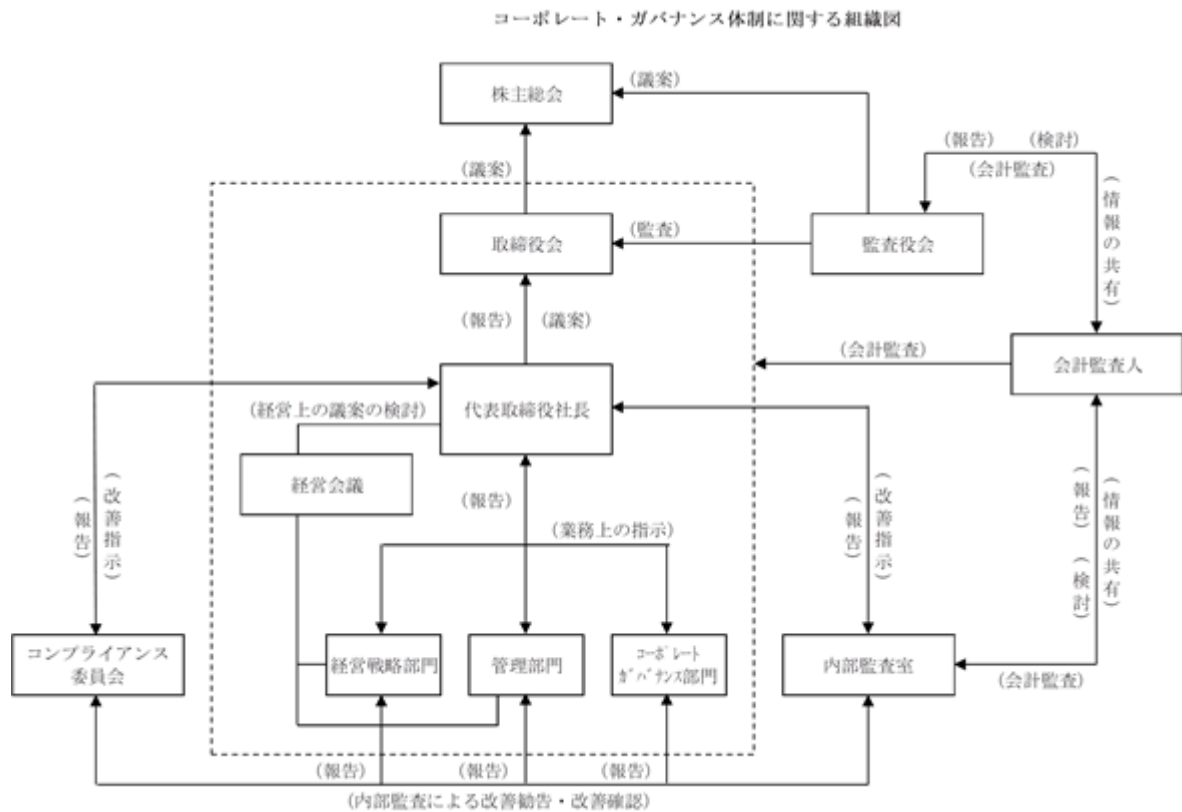 コーポレート・ガバナンス体制に関する組織図
株主総会
(議案)
(報告) (検討)
(会計監査)
(議案)
(情報の共有)
取締役会
(監査)
監査役会
(報告) (議案)
(会計監査)
会計監査人
代表取締役社長
(経営上の議案の検討)
経営会議
(報告)
(改善指示)
(報告)
(業務上の指示)
(報告)
(改善指示)
(報告)
(検討)
(情報の共有)
コンプライアンス
委員会
経営戦略部門
管理部門
コーポレート
ガバナンス部門
内部監査室
(会計監査)
(報告)
(報告)
(報告)
(内部監査による改善勧告・改善確認)